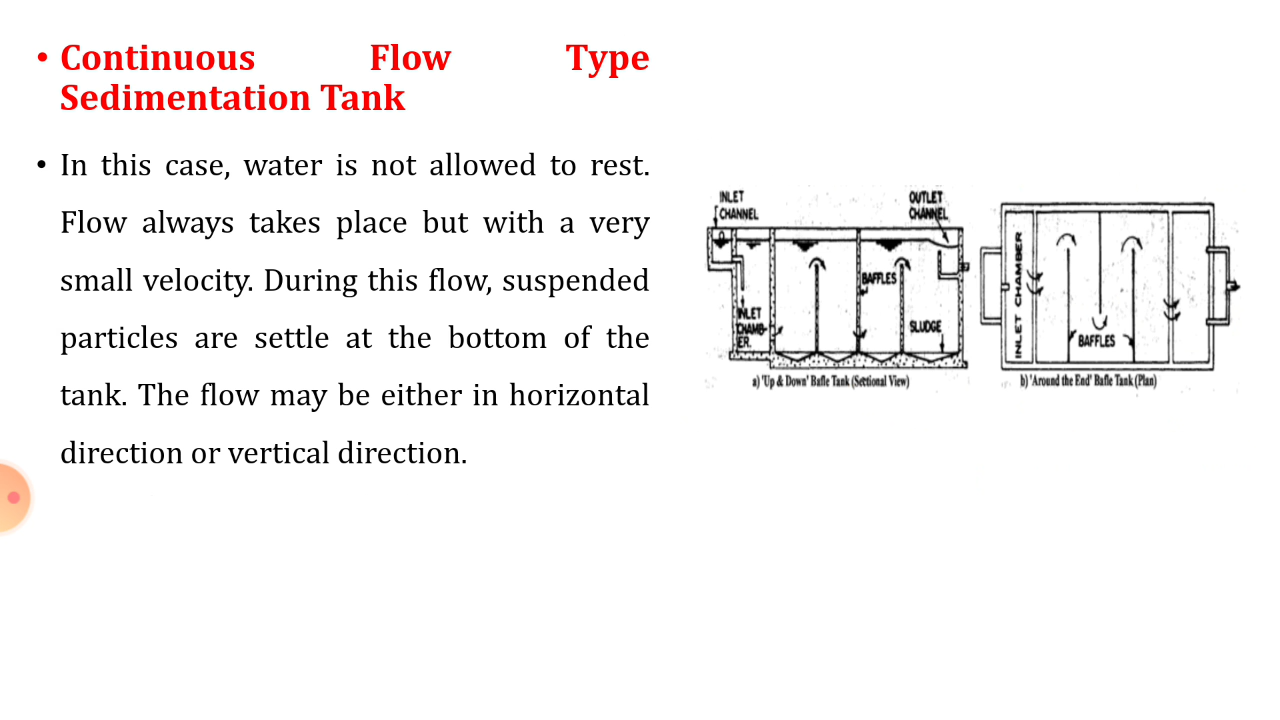 • Continuous Flow Type
Sedimentation Tank
• In this case, water is not allowed to rest.
Flow always takes place but with a very
small velocity. During this flow, suspended
particles are settle at the bottom of the
tank. The flow may be either in horizontal
direction or vertical direction.
INLET
CHANNEL
OUTLET
CHANNEL
BAFFLES
INLET
CHAMB-
ER.
SLUDGE
a) 'Up & Down' Bafle Tank (Sectional View)
INLET CHAMBER
BAFFLES
b) 'Around the End' Bafle Tank (Plan)